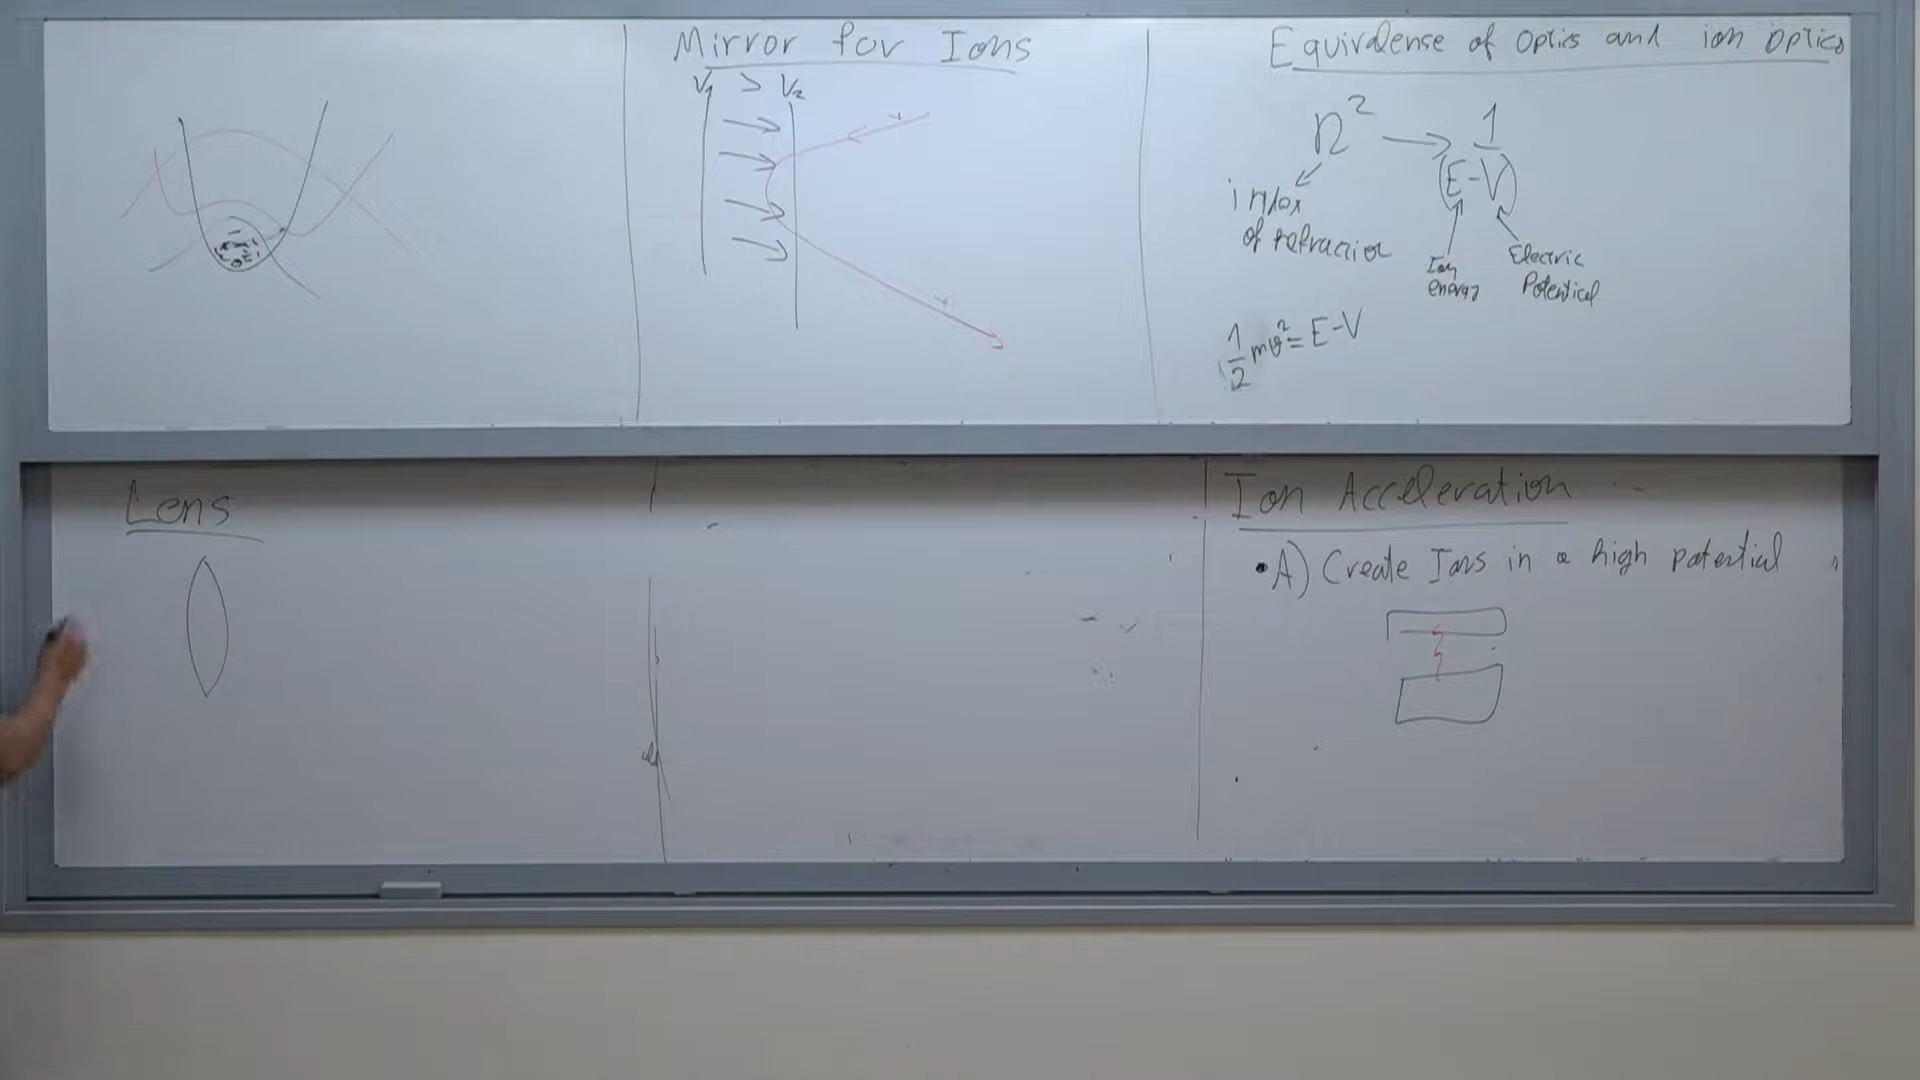 Mirror for Ions
V₁ > V₂
Equivalense of optics and ion optics
n² → 1/(E-V)
of refraction
Ion energy
Electric Potential
1/2 mv² = E-V
Lens
Ion Acceleration
• A) Create Ions in a high potential